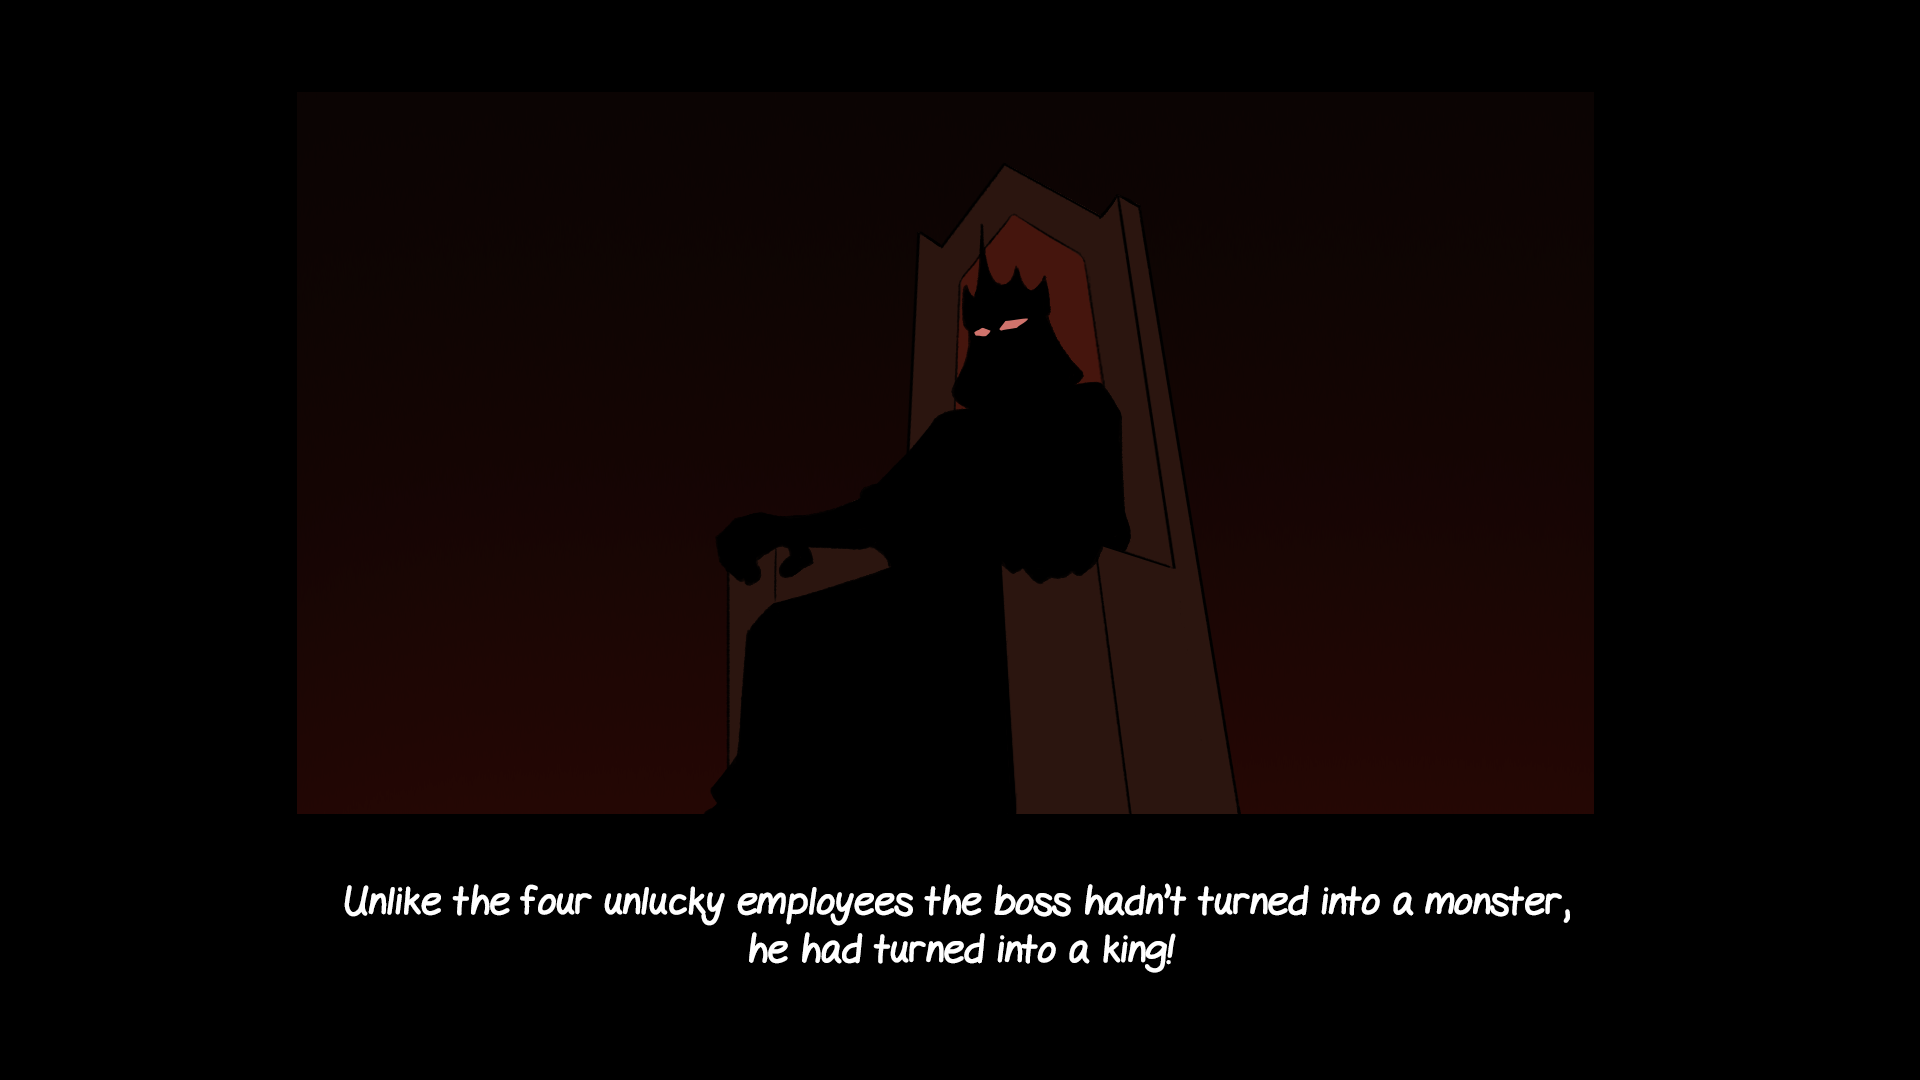 Unlike the four unlucky employees the boss hadn't turned into a monster,
he had turned into a king!